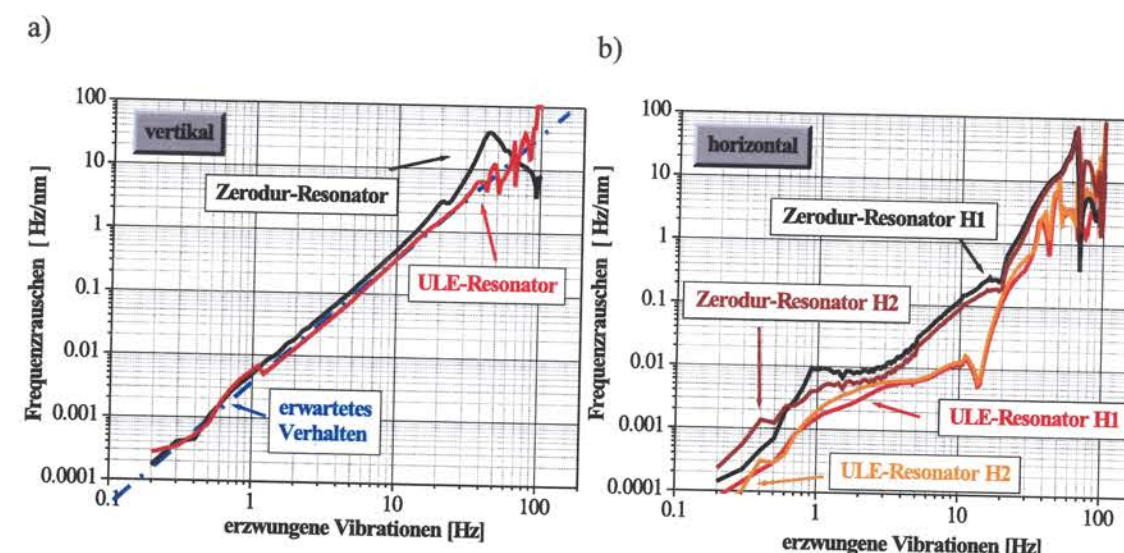 a)
100
10
1
0.1
0.01
0.001
0.0001
Frequenzrauschen [ Hz/nm]
vertikal
Zerodur-Resonator
ULE-Resonator
erwartetes
Verhalten
0.1
1
10
100
erzwungene Vibrationen [Hz]
b)
100
10
1
0.1
0.01
0.001
0.0001
Frequenzrauschen [ Hz/nm]
horizontal
Zerodur-Resonator H1
Zerodur-Resonator H2
ULE-Resonator H1
ULE-Resonator H2
0.1
1
10
100
erzwungene Vibrationen [Hz]